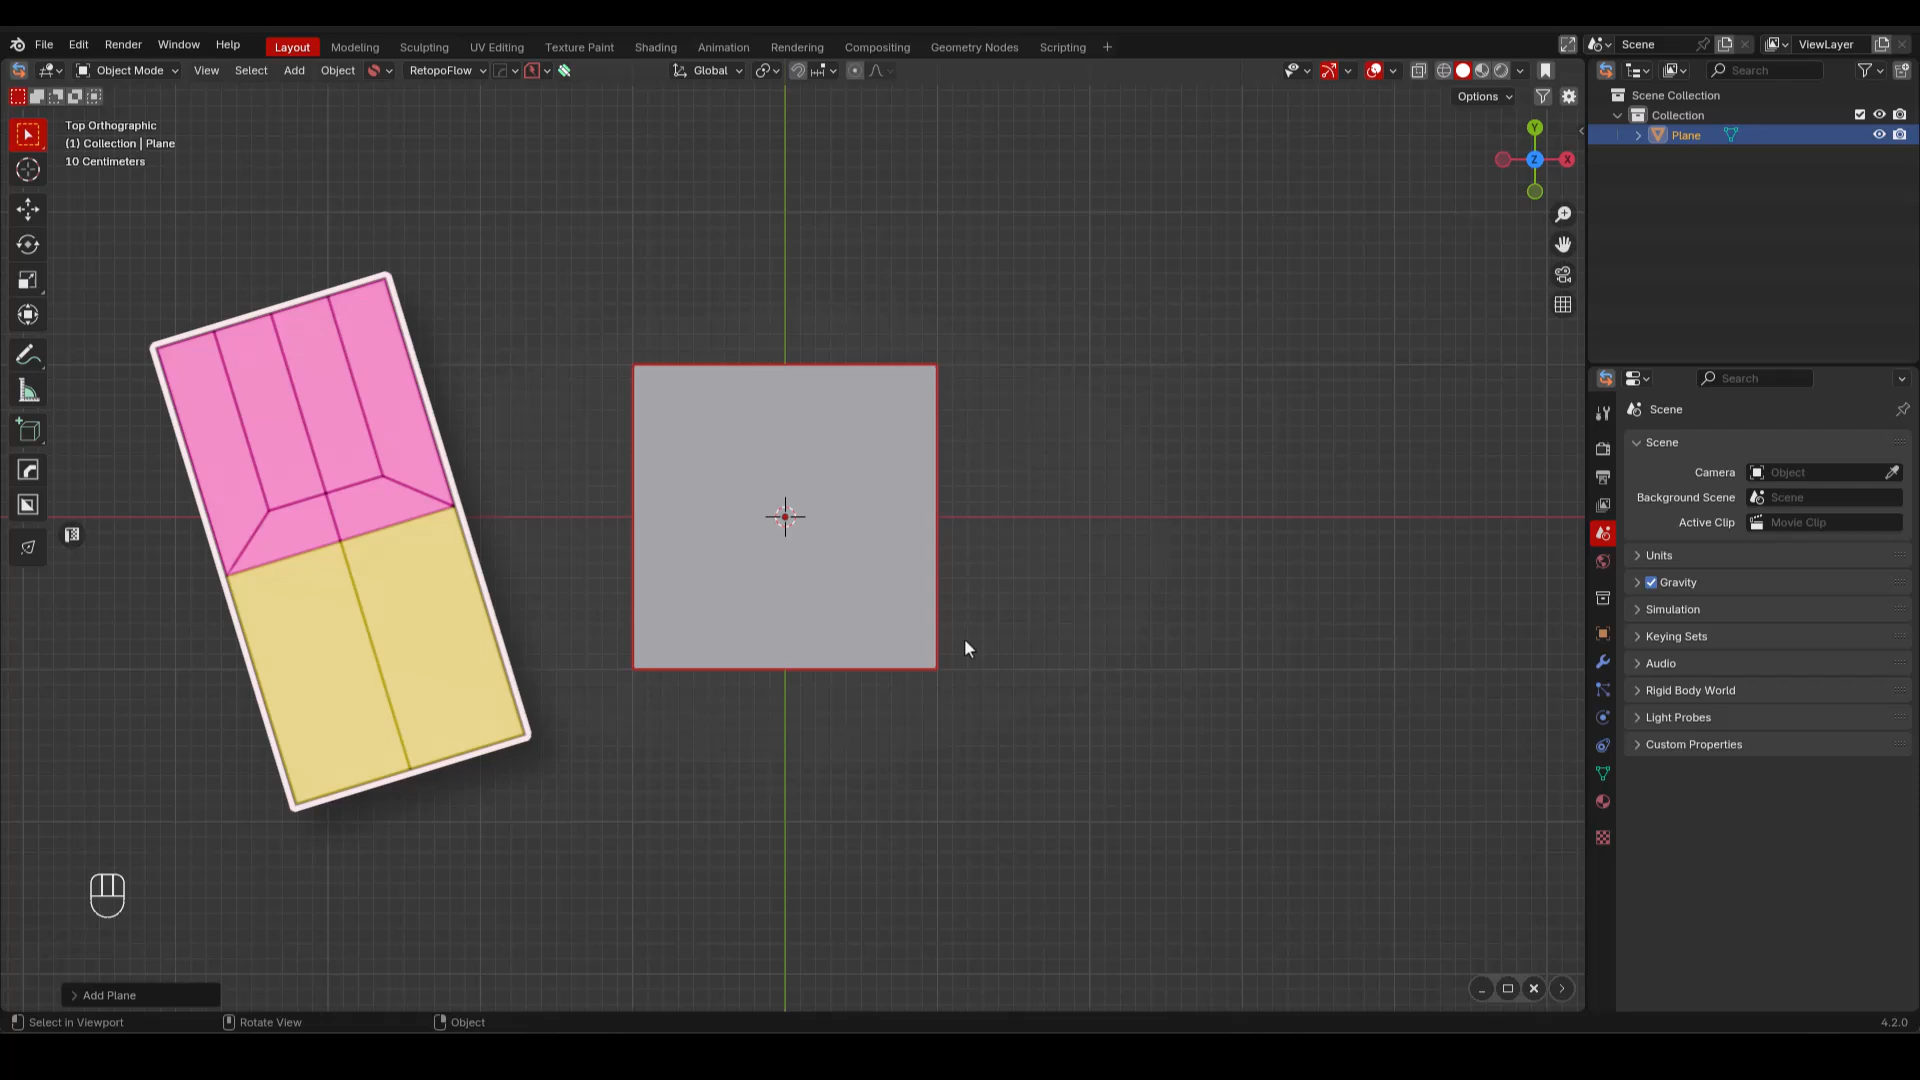 File Edit Render Window Help Layout Modeling Sculpting UV Editing Texture Paint Shading Animation Rendering Compositing Geometry Nodes Scripting + Scene ViewLayer
Object Mode View Select Add Object RetopoFlow Global Search
Options
Top Orthographic
(1) Collection | Plane
10 Centimeters
Y
Z
X
Scene Collection
Collection
Plane
Search
Scene
Scene
Camera Object
Background Scene Scene
Active Clip Movie Clip
Units
Gravity
Simulation
Keying Sets
Audio
Rigid Body World
Light Probes
Custom Properties
Add Plane
Select in Viewport Rotate View Object 4.2.0